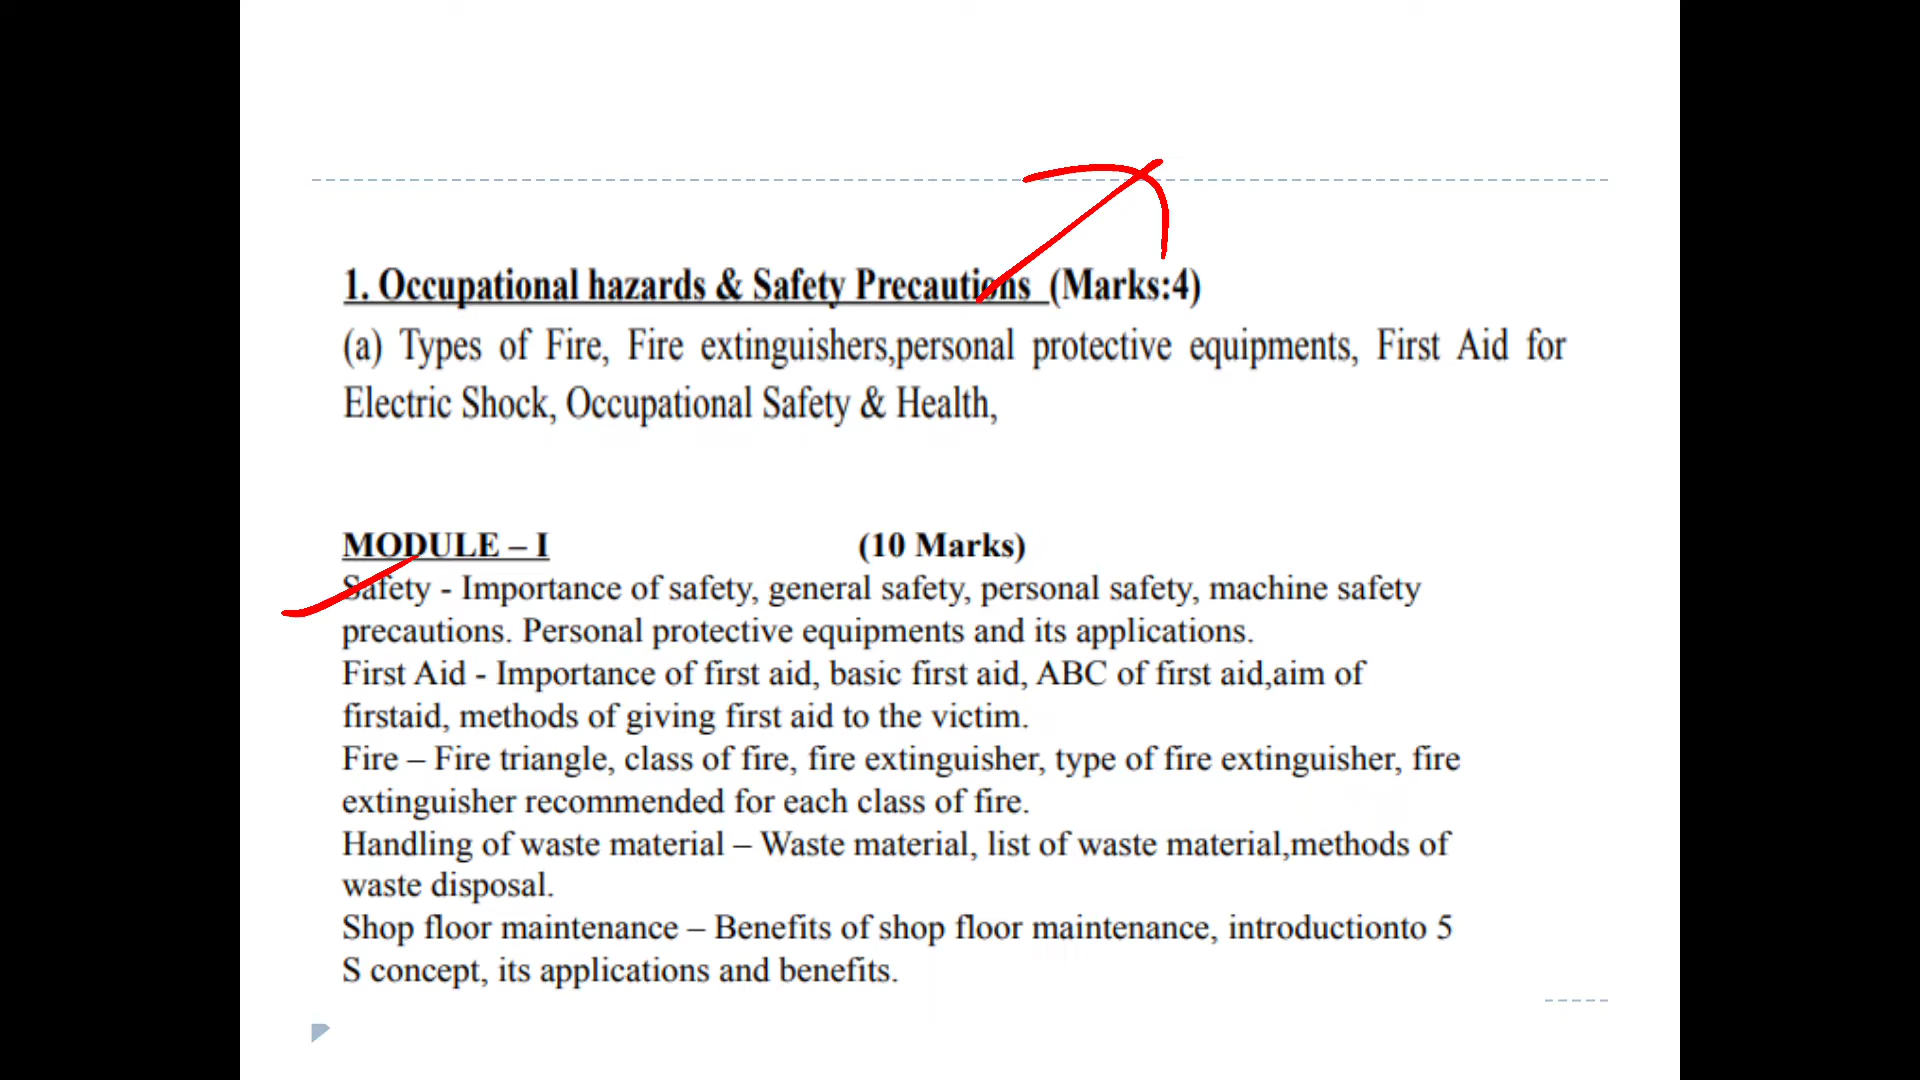 1. Occupational hazards & Safety Precautions (Marks:4)
(a) Types of Fire, Fire extinguishers,personal protective equipments, First Aid for
Electric Shock, Occupational Safety & Health,
MODULE – I (10 Marks)
Safety - Importance of safety, general safety, personal safety, machine safety
precautions. Personal protective equipments and its applications.
First Aid - Importance of first aid, basic first aid, ABC of first aid,aim of
firstaid, methods of giving first aid to the victim.
Fire – Fire triangle, class of fire, fire extinguisher, type of fire extinguisher, fire
extinguisher recommended for each class of fire.
Handling of waste material – Waste material, list of waste material,methods of
waste disposal.
Shop floor maintenance – Benefits of shop floor maintenance, introductionto 5
S concept, its applications and benefits.